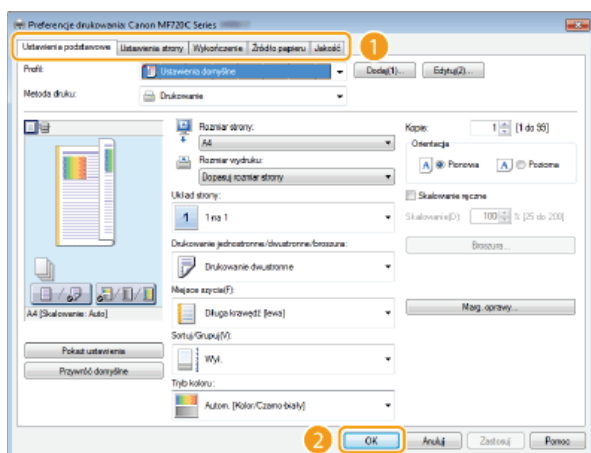 Preferencje drukowania: Canon MF720C Series
Ustawienia podstawowe Ustawienia strony Wykończenie Źródło papieru Jakość
1
Profil: Ustawienia domyślne Dodaj(1)... Edytuj(2)...
Metoda druku: Drukowanie
Rozmiar strony:
A4
Rozmiar wydruku:
Dopasuj rozmiar strony
Układ strony:
1 1 na 1
Drukowanie jednostronne/dwustronne/broszura:
Drukowanie dwustronne
Miejsce szycia(F):
Długa krawędź [lewa]
Sortuj/Grupuj(V):
Wył.
Tryb koloru:
Autom. [Kolor/Czarno-biały]
Kopie: 1 [1 do 99]
Orientacja
A Pionowa A Pozioma
Skalowanie ręczne
Skalowanie(D): 100 % [25 do 200]
Broszura...
Marg. oprawy...
A4 [Skalowanie: Auto]
Pokaż ustawienia
Przywróć domyślne
2
OK Anuluj Zastosuj Pomoc